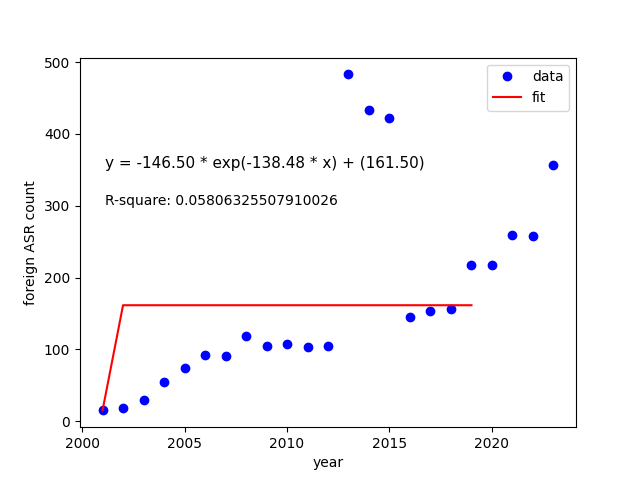 500
data
fit
400
y = -146.50 * exp(-138.48 * x) + (161.50)
R-square: 0.05806325507910026
300
foreign ASR count
200
100
0
2000
2005
2010
2015
2020
year